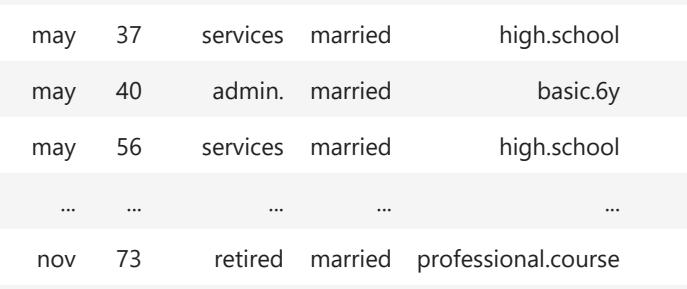 may 37 services married high.school
may 40 admin. married basic.6y
may 56 services married high.school
... ... ... ... ...
nov 73 retired married professional.course